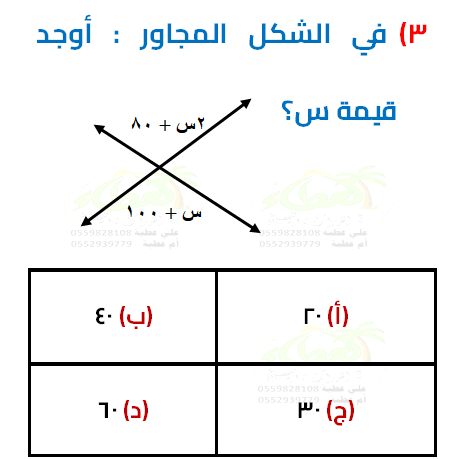 ٣) في الشكل المجاور : أوجد
قيمة س؟
٢س + ٨٠
س + ١٠٠
علي عطية 0559828108
أم عطية 0552939779
علي عطية 0559828108
أم عطية 0552939779
(أ) ٢٠
(ب) ٤٠
علي عطية 0559828108
أم عطية 0552939779
(ج) ٣٠
(د) ٦٠